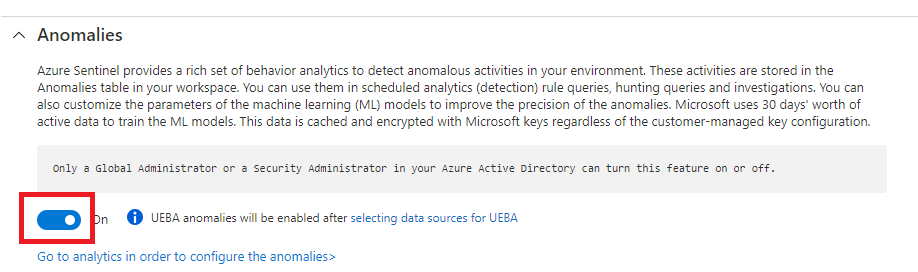 Anomalies
Azure Sentinel provides a rich set of behavior analytics to detect anomalous activities in your environment. These activities are stored in the
Anomalies table in your workspace. You can use them in scheduled analytics (detection) rule queries, hunting queries and investigations. You can
also customize the parameters of the machine learning (ML) models to improve the precision of the anomalies. Microsoft uses 30 days' worth of
active data to train the ML models. This data is cached and encrypted with Microsoft keys regardless of the customer-managed key configuration.
Only a Global Administrator or a Security Administrator in your Azure Active Directory can turn this feature on or off.
On UEBA anomalies will be enabled after selecting data sources for UEBA
Go to analytics in order to configure the anomalies>